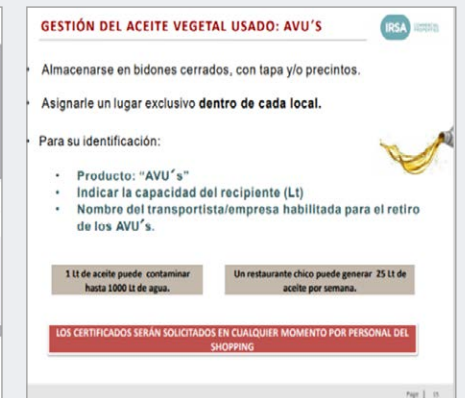 GESTIÓN DEL ACEITE VEGETAL USADO: AVU´S
IRSA
Almacenarse en bidones cerrados, con tapa y/o precintos.
Asignarle un lugar exclusivo dentro de cada local.
Para su identificación:
• Producto: “AVU´s”
• Indicar la capacidad del recipiente (Lt)
• Nombre del transportista/empresa habilitada para el retiro
de los AVU´s.
1 Lt de aceite puede contaminar
hasta 1000 Lt de agua.
Un restaurante chico puede generar 25 Lt de
aceite por semana.
LOS CERTIFICADOS SERÁN SOLICITADOS EN CUALQUIER MOMENTO POR PERSONAL DEL
SHOPPING
Page |